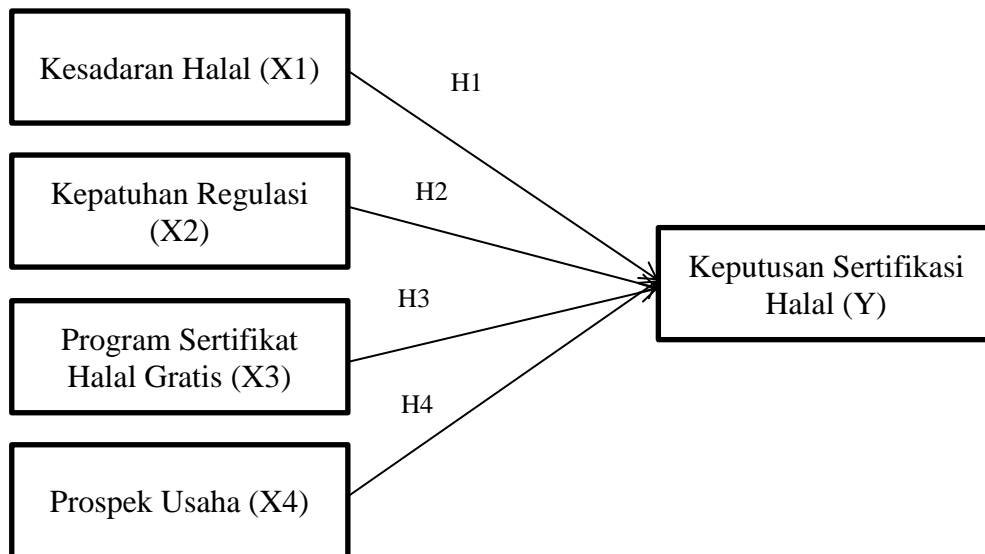 Kesadaran Halal (X1)
H1
Kepatuhan Regulasi
(X2)
H2
Program Sertifikat
Halal Gratis (X3)
H3
Prospek Usaha (X4)
H4
Keputusan Sertifikasi
Halal (Y)